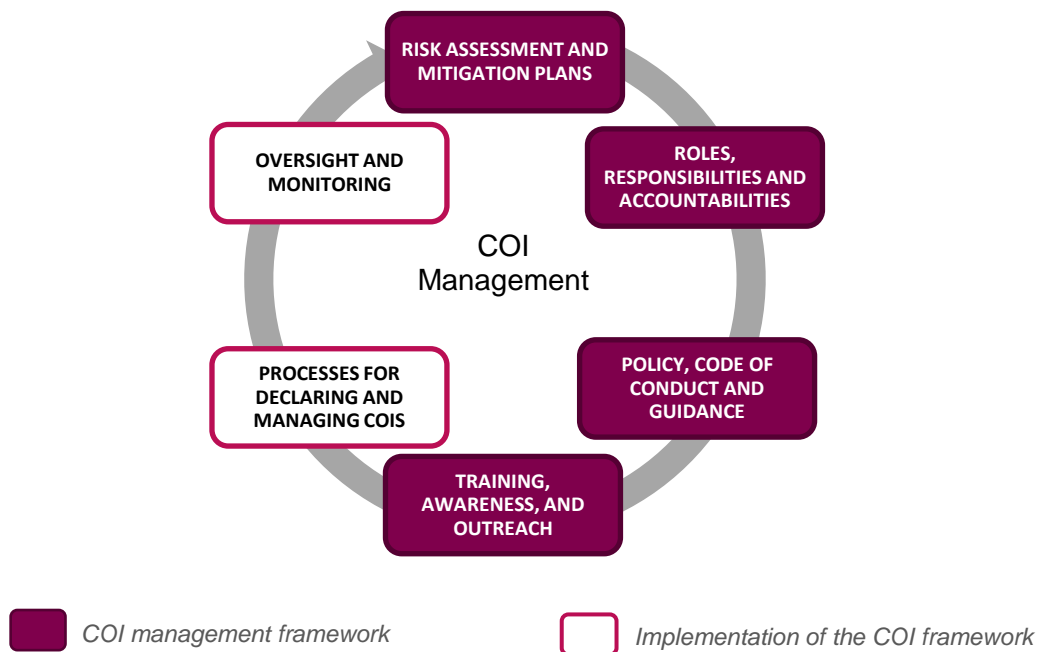 RISK ASSESSMENT AND
MITIGATION PLANS
ROLES,
RESPONSIBILITIES AND
ACCOUNTABILITIES
POLICY, CODE OF
CONDUCT AND
GUIDANCE
TRAINING,
AWARENESS, AND
OUTREACH
PROCESSES FOR
DECLARING AND
MANAGING COIS
OVERSIGHT AND
MONITORING
COI
Management
COI management framework
Implementation of the COI framework